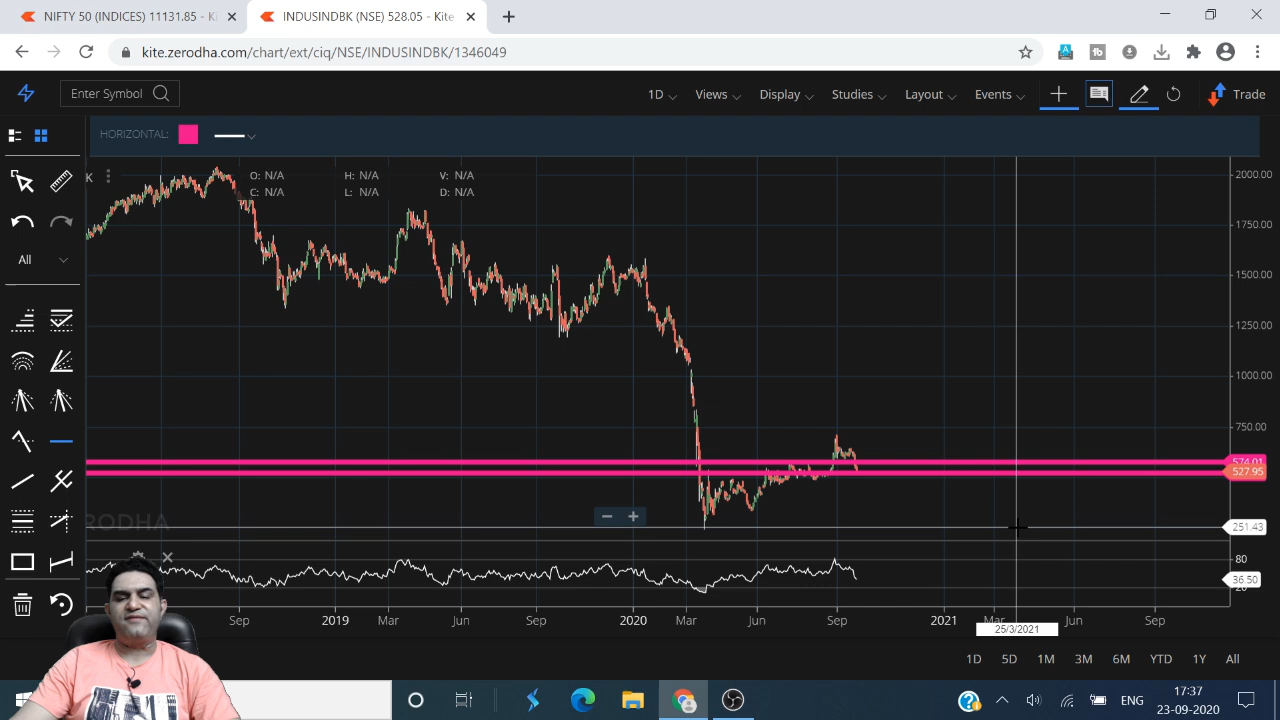 NIFTY 50 (INDICES) 11131.85 - Ki
INDUSINDBK (NSE) 528.05 - Kite
kite.zerodha.com/chart/ext/ciq/NSE/INDUSINDBK/1346049
Enter Symbol
1D
Views
Display
Studies
Layout
Events
Trade
HORIZONTAL:
K
O: N/A
H: N/A
V: N/A
C: N/A
L: N/A
D: N/A
All
2000.00
1750.00
1500.00
1250.00
1000.00
750.00
574.01
527.95
251.43
ERODHA
80
36.50
20
Sep
2019
Mar
Jun
Sep
2020
Mar
Jun
Sep
2021
Mar
Jun
Sep
25/3/2021
1D
5D
1M
3M
6M
YTD
1Y
All
ENG
17:37
23-09-2020